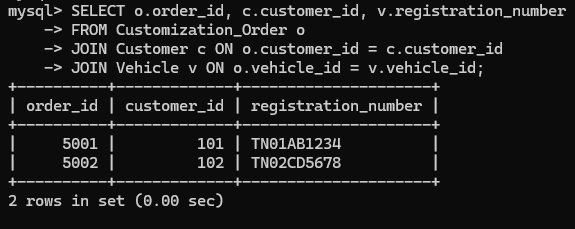 mysql> SELECT o.order_id, c.customer_id, v.registration_number
    -> FROM Customization_Order o
    -> JOIN Customer c ON o.customer_id = c.customer_id
    -> JOIN Vehicle v ON o.vehicle_id = v.vehicle_id;
+----------+-------------+---------------------+
| order_id | customer_id | registration_number |
+----------+-------------+---------------------+
|     5001 |         101 | TN01AB1234          |
|     5002 |         102 | TN02CD5678          |
+----------+-------------+---------------------+
2 rows in set (0.00 sec)